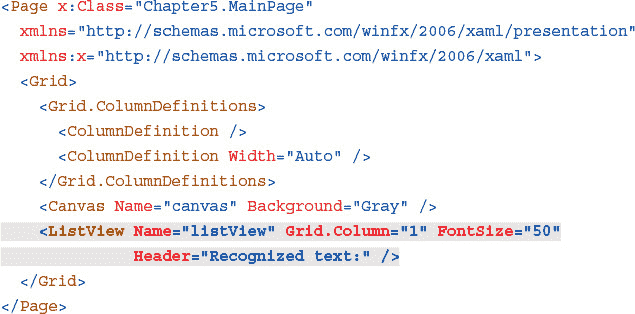 <Page x:Class="Chapter5.MainPage"
  xmlns="http://schemas.microsoft.com/winfx/2006/xaml/presentation"
  xmlns:x="http://schemas.microsoft.com/winfx/2006/xaml">
  <Grid>
    <Grid.ColumnDefinitions>
      <ColumnDefinition />
      <ColumnDefinition Width="Auto" />
    </Grid.ColumnDefinitions>
    <Canvas Name="canvas" Background="Gray" />
    <ListView Name="listView" Grid.Column="1" FontSize="50"
              Header="Recognized text:" />
  </Grid>
</Page>